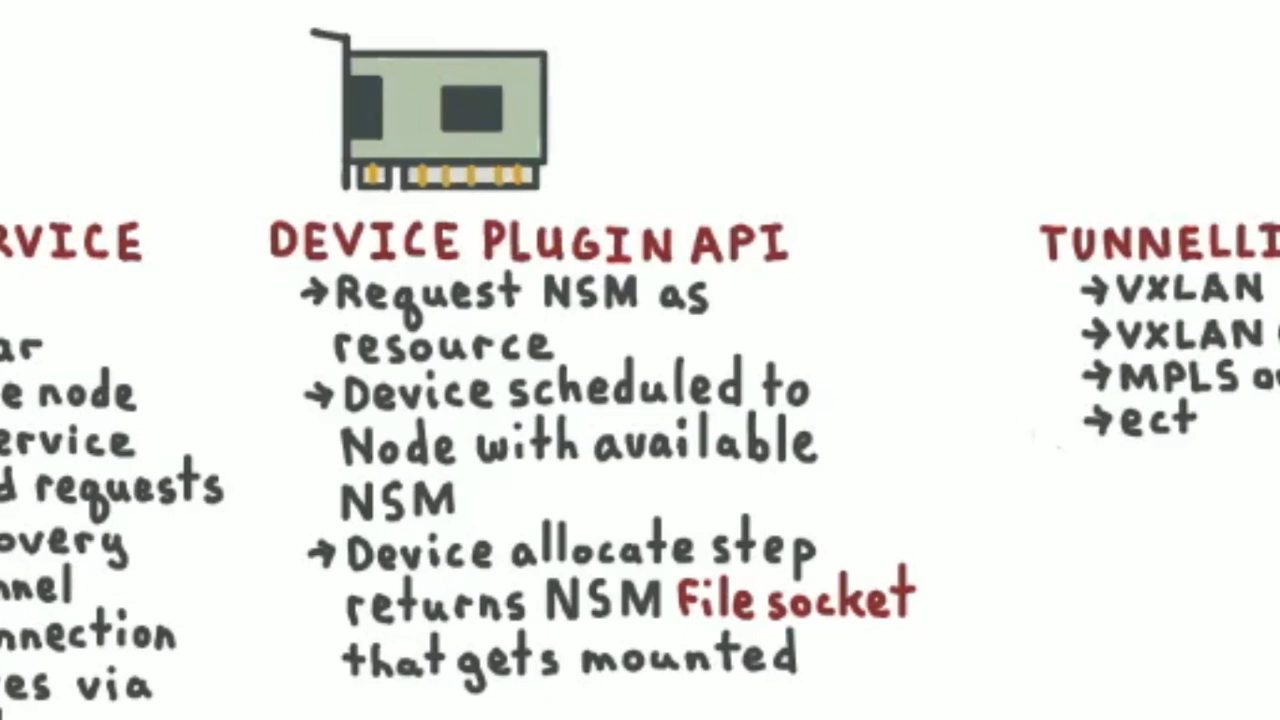 RVICE
ar
e node
ervice
d requests
overy
nnel
nnection
es via
DEVICE PLUGIN API
→Request NSM as
resource
→Device scheduled to
Node with available
NSM
→Device allocate step
returns NSM File socket
that gets mounted
TUNNELLI
→VXLAN
→VXLAN
→MPLS
→ect